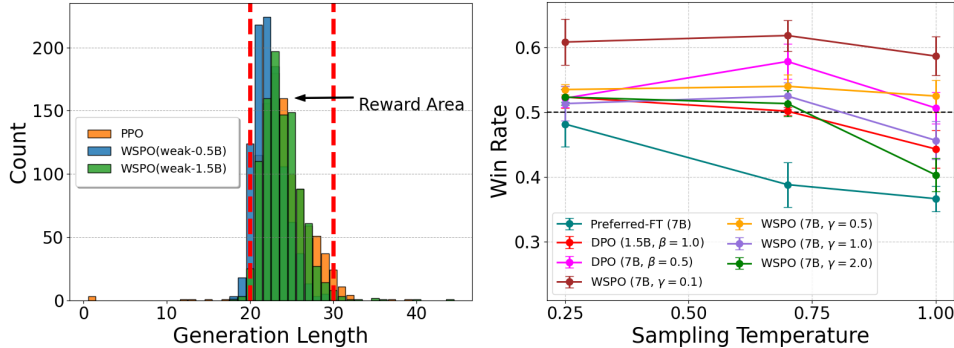 200
150
100
50
0
Count
Reward Area
PPO
WSPO(weak-0.5B)
WSPO(weak-1.5B)
0
10
20
30
40
Generation Length
0.6
0.5
0.4
0.3
Win Rate
Preferred-FT (7B)
DPO (1.5B, β = 1.0)
DPO (7B, β = 0.5)
WSPO (7B, γ = 0.1)
WSPO (7B, γ = 0.5)
WSPO (7B, γ = 1.0)
WSPO (7B, γ = 2.0)
0.25
0.50
0.75
1.00
Sampling Temperature